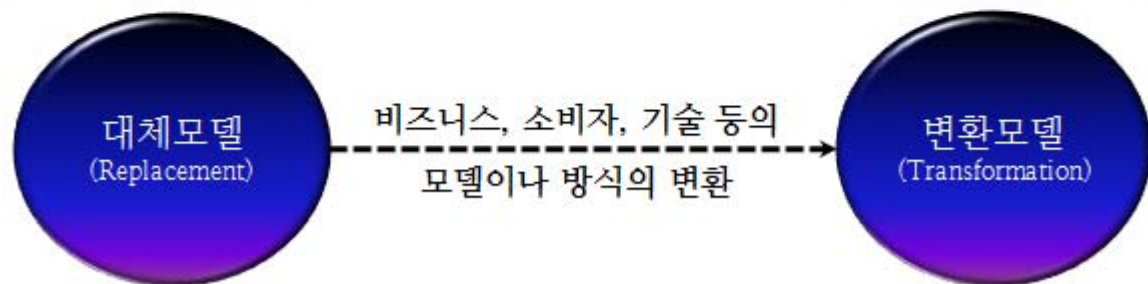 대체모델
(Replacement)
비즈니스, 소비자, 기술 등의
모델이나 방식의 변환
변환모델
(Transformation)